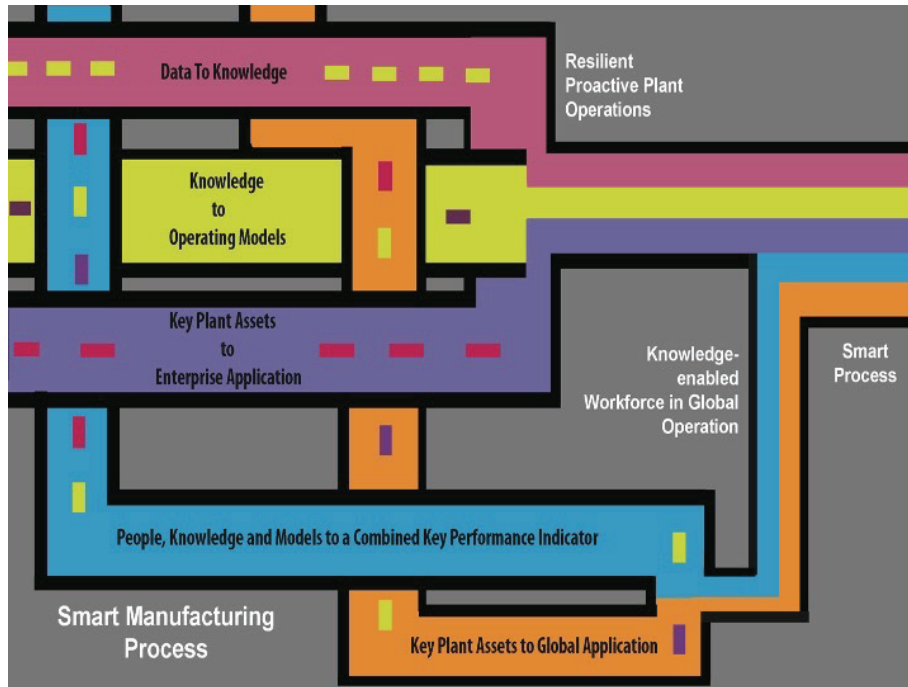 Data To Knowledge
Resilient
Proactive Plant
Operations
Knowledge
to
Operating Models
Key Plant Assets
to
Enterprise Application
Knowledge-
enabled
Workforce in Global
Operation
Smart
Process
People, Knowledge and Models to a Combined Key Performance Indicator
Smart Manufacturing
Process
Key Plant Assets to Global Application